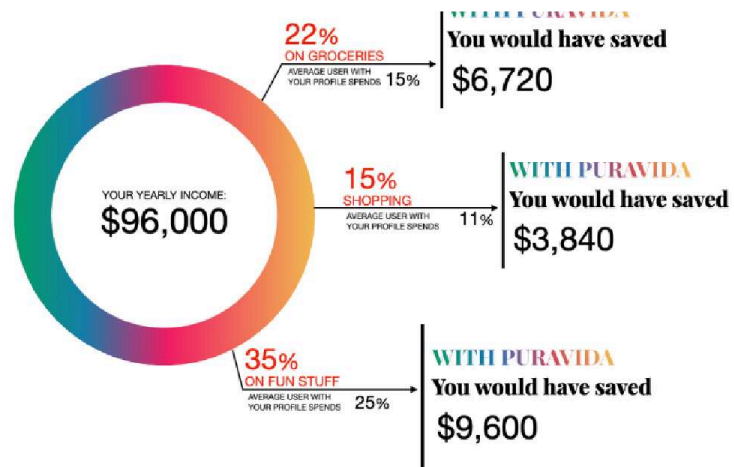 WITH PURAVIDA
22%
ON GROCERIES
You would have saved
AVERAGE USER WITH
YOUR PROFILE SPENDS 15%
$6,720
15%
SHOPPING
AVERAGE USER WITH
YOUR PROFILE SPENDS 11%
WITH PURAVIDA
You would have saved
$3,840
YOUR YEARLY INCOME:
$96,000
35%
ON FUN STUFF
AVERAGE USER WITH
YOUR PROFILE SPENDS 25%
WITH PURAVIDA
You would have saved
$9,600